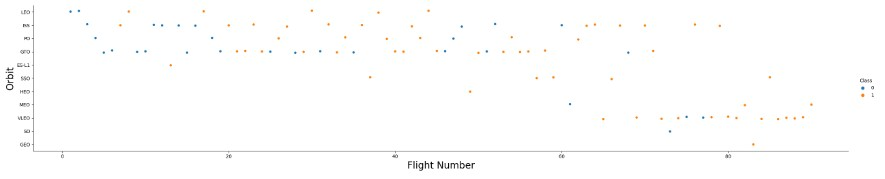 LEO
ISS
PO
GTO
ES-L1
SSO
HEO
MEO
VLEO
SO
GEO
Orbit
0
20
40
60
80
Flight Number
Class
0
1